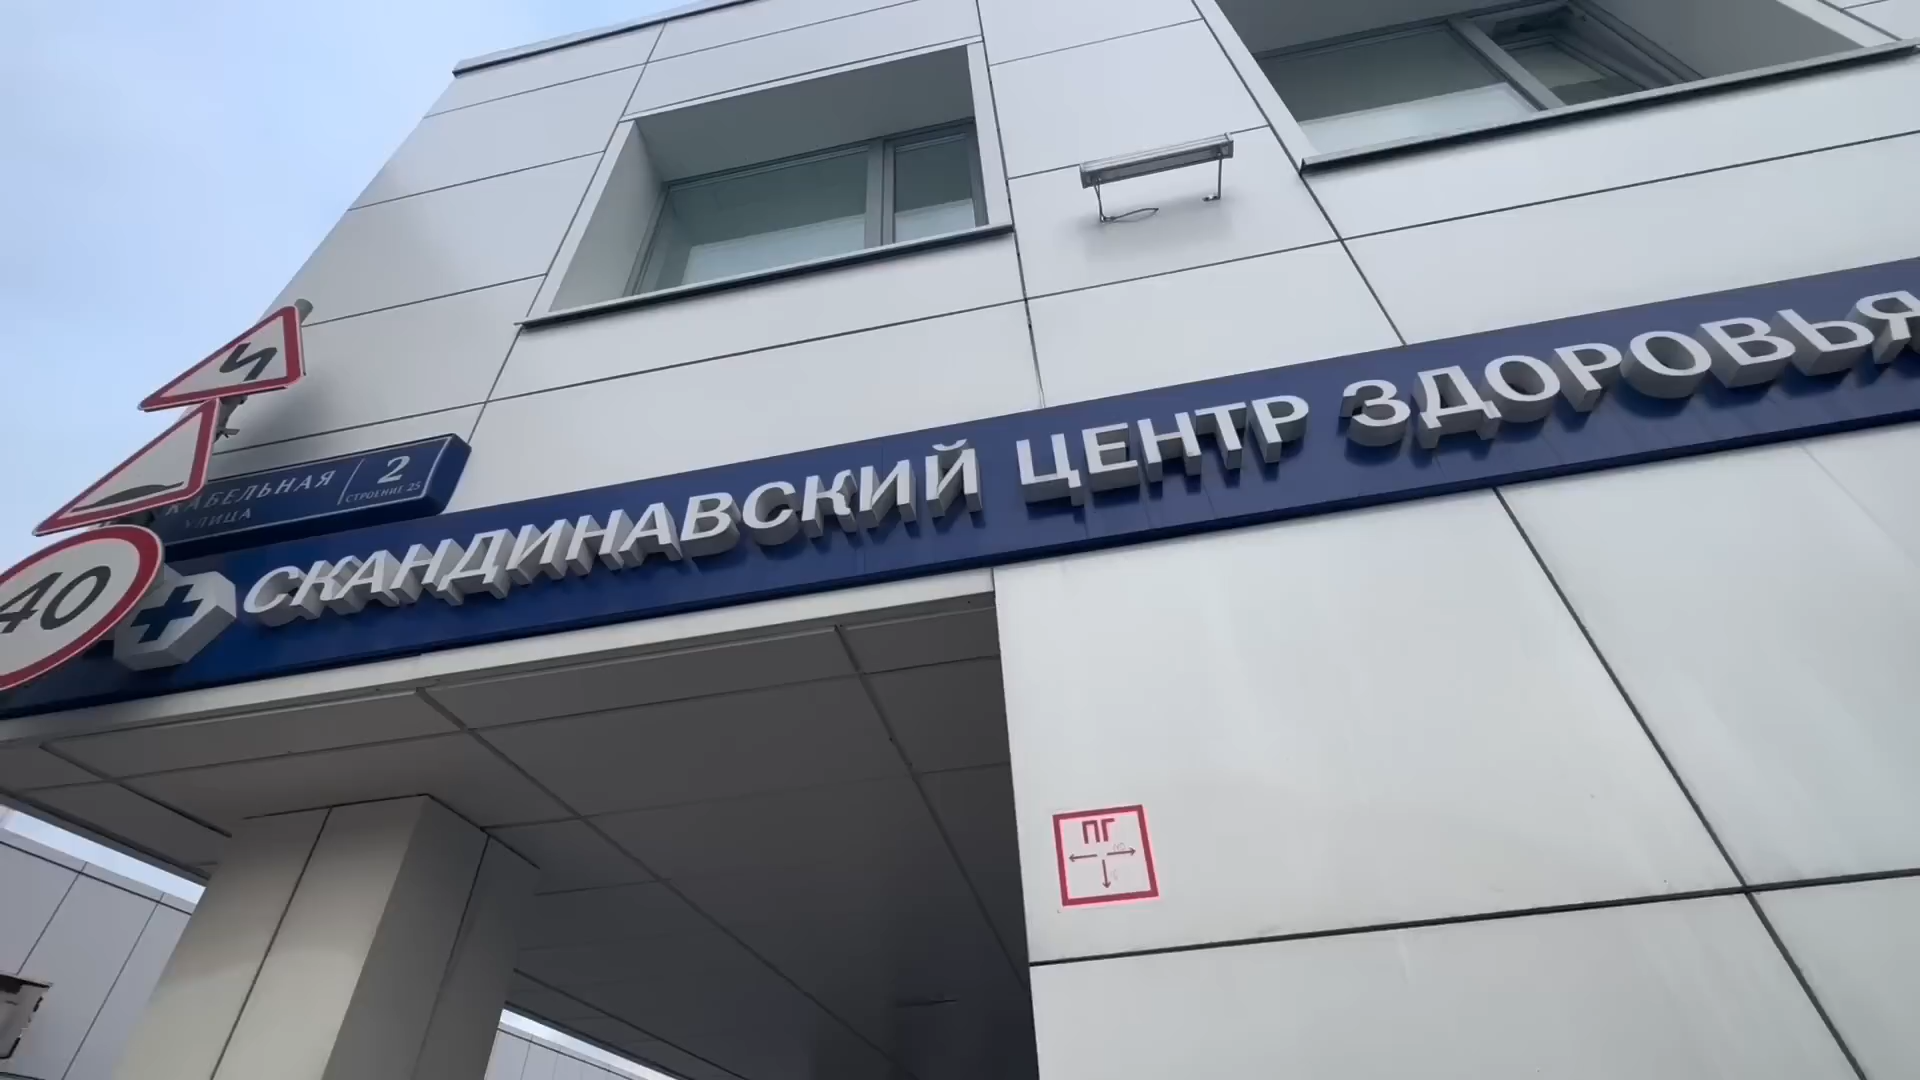 КАБЕЛЬНАЯ
УЛИЦА
2
СТРОЕНИЕ 25
40
СКАНДИНАВСКИЙ ЦЕНТР ЗДОРОВЬЯ
ПГ